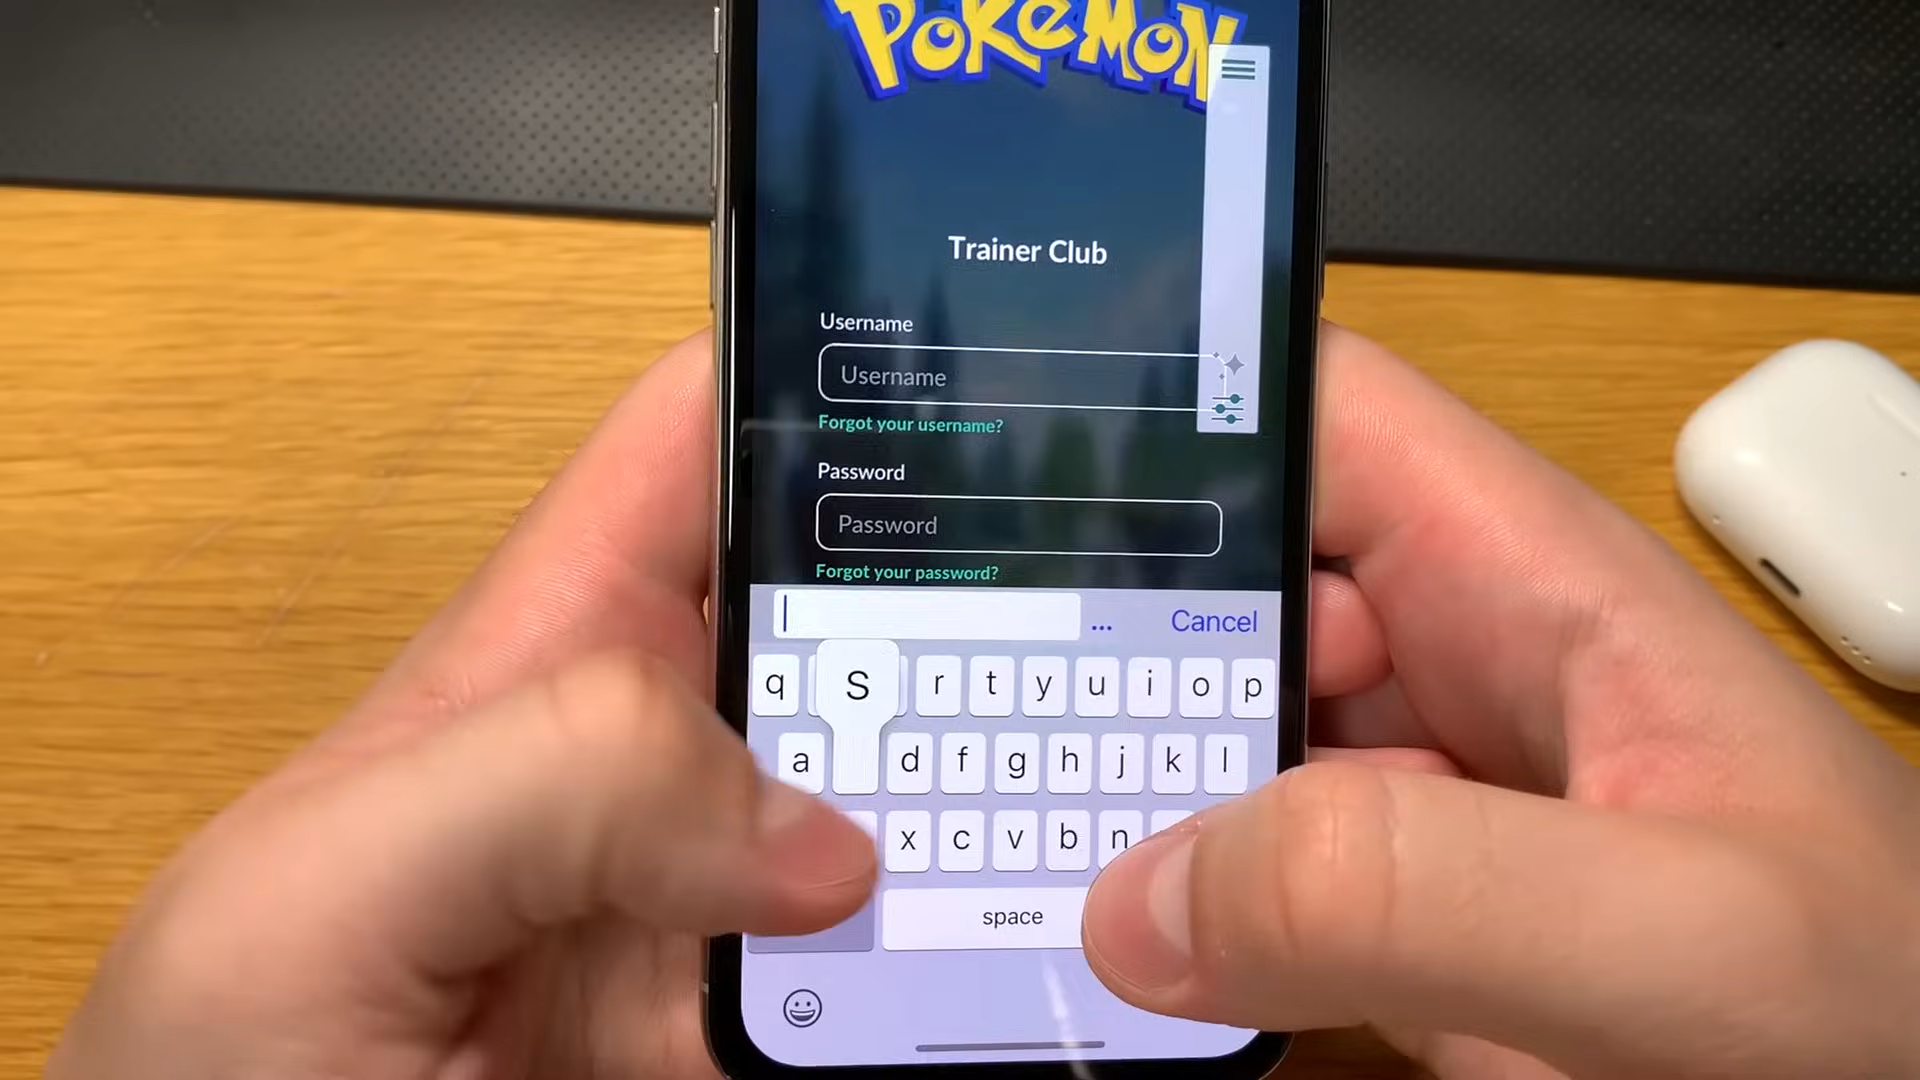 POKéMON
Trainer Club
Username
Username
Forgot your username?
Password
Password
Forgot your password?
... Cancel
q S r t y u i o p
a d f g h j k l
x c v b n
space